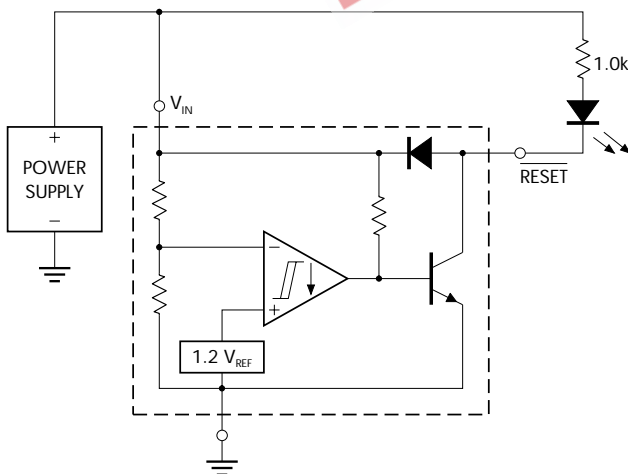 1.0k
V_IN
+
POWER
SUPPLY
−
RESET
−
+
1.2 V_REF